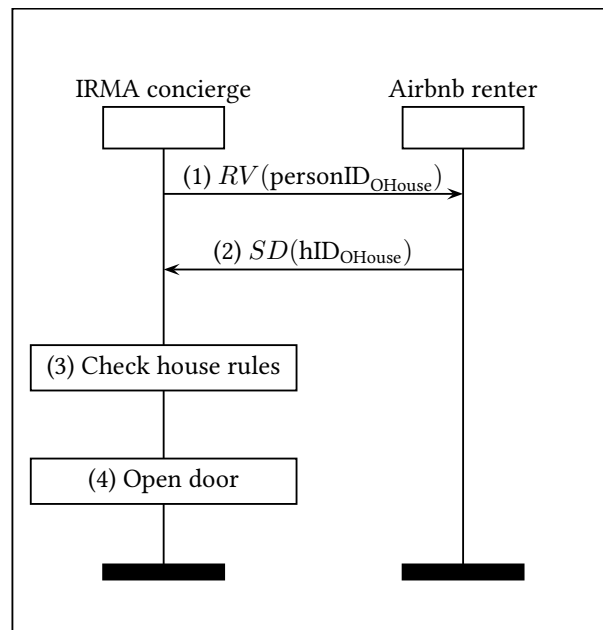 IRMA concierge
Airbnb renter
(1) RV(personID_OHouse)
(2) SD(hID_OHouse)
(3) Check house rules
(4) Open door